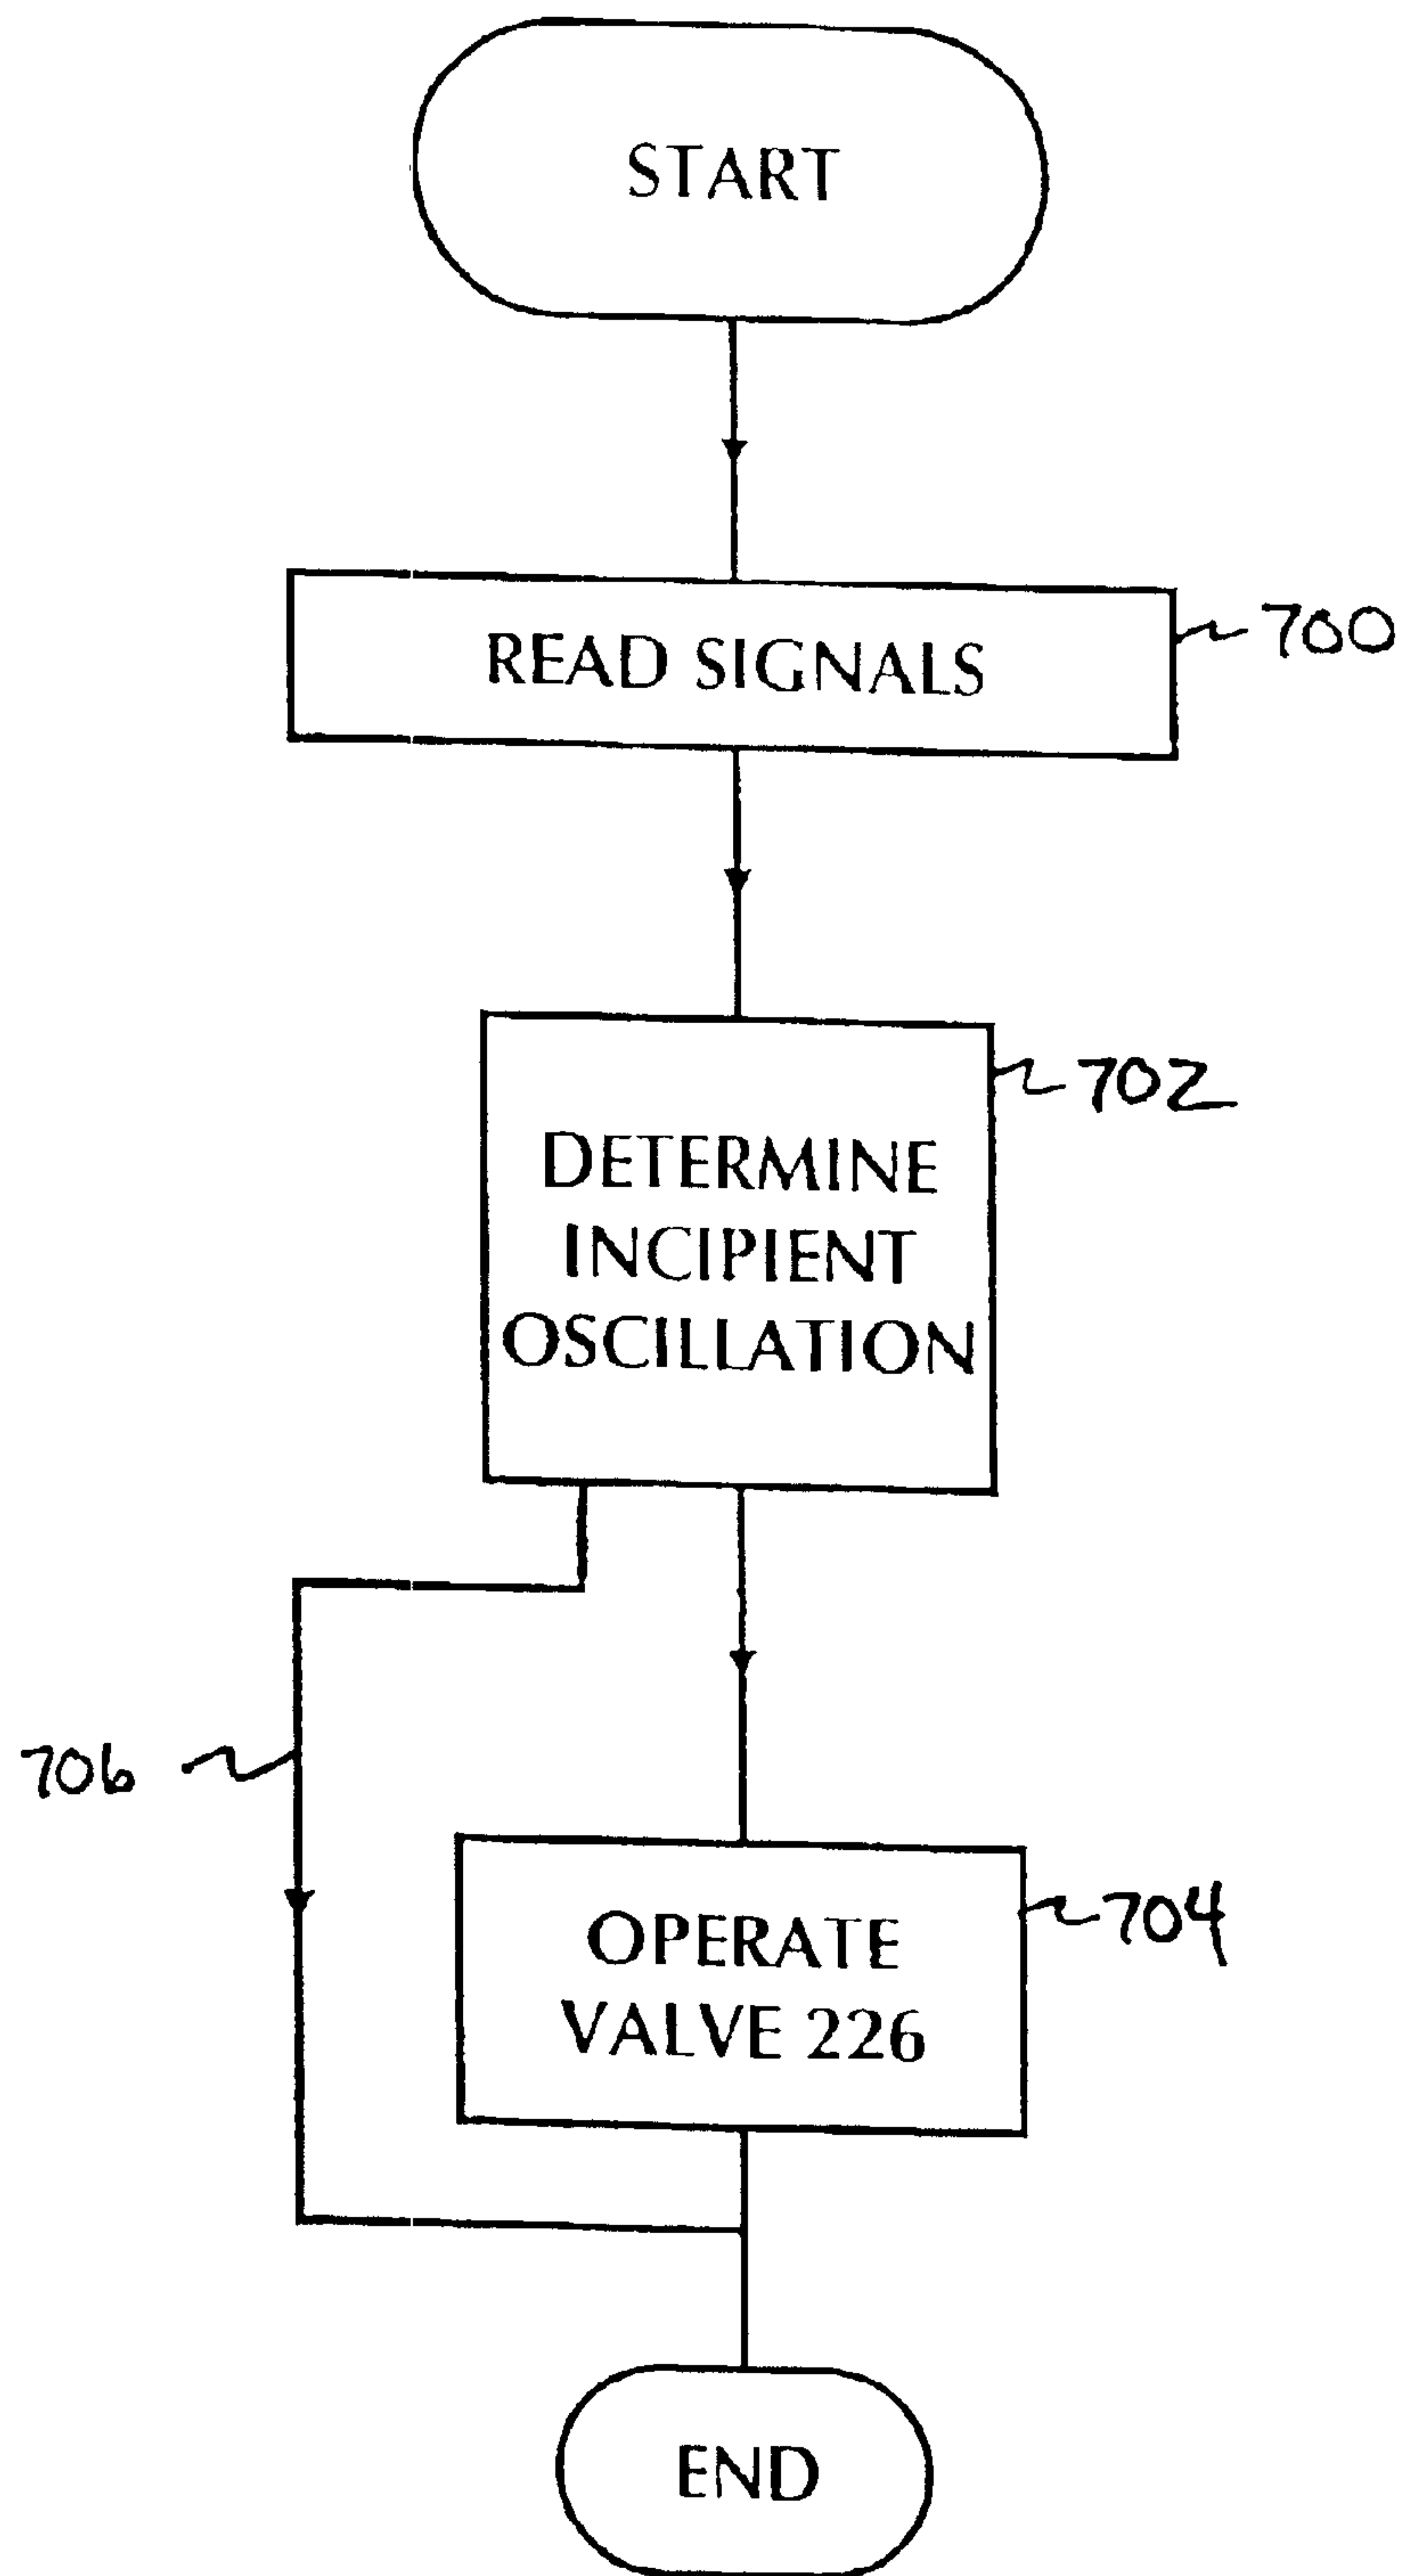 START
READ SIGNALS
700
702
DETERMINE
INCIPIENT
OSCILLATION
706
704
OPERATE
VALVE 226
END